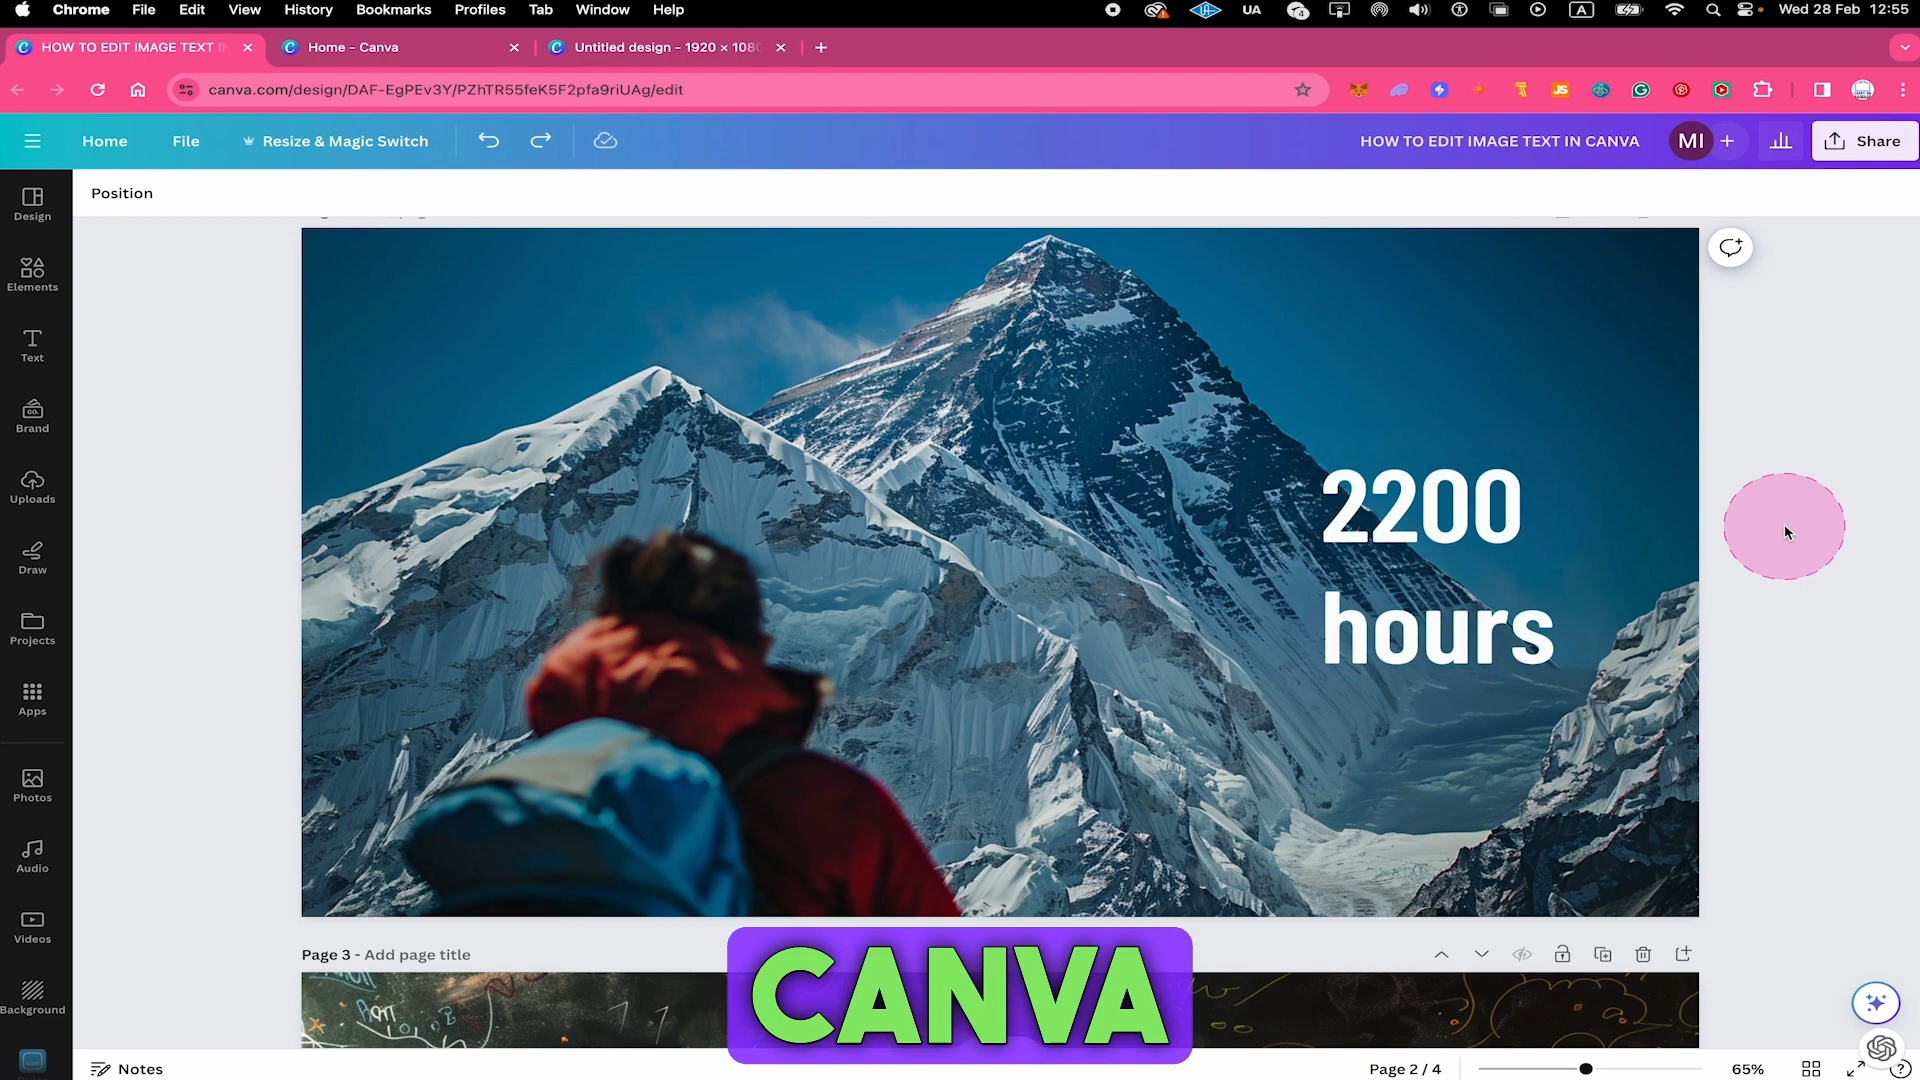 Chrome File Edit View History Bookmarks Profiles Tab Window Help UA A Wed 28 Feb 12:55
HOW TO EDIT IMAGE TEXT I Home - Canva Untitled design - 1920 × 1080
canva.com/design/DAF-EgPEv3Y/PZhTR55feK5F2pfa9riUAg/edit
Home File Resize & Magic Switch HOW TO EDIT IMAGE TEXT IN CANVA MI + Share
Position
Design
Elements
Text
Brand
Uploads
Draw
Projects
Apps
Photos
Audio
Videos
Background
2200
hours
Page 3 - Add page title
CANVA
Notes Page 2 / 4 65%